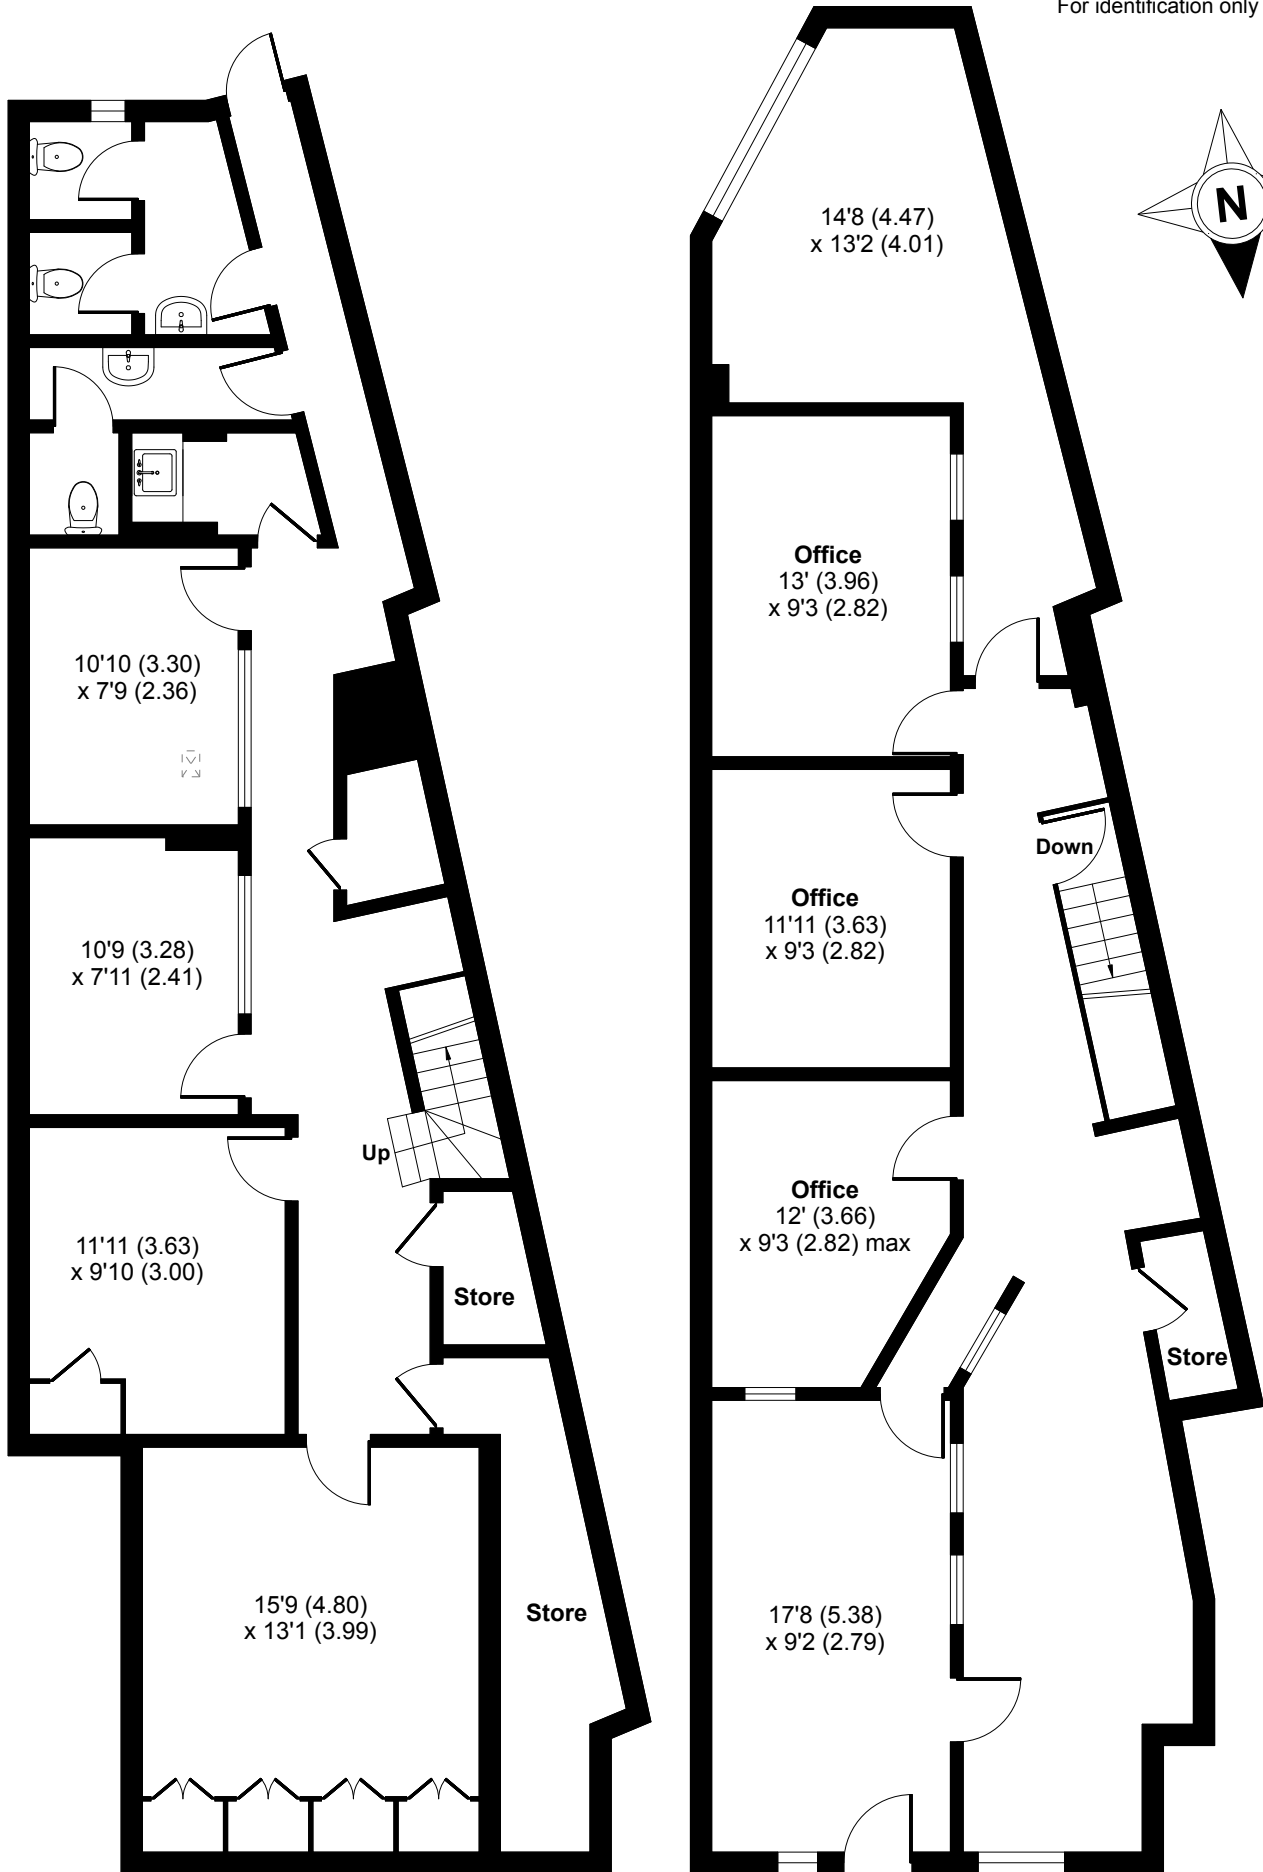 For identification only
N
14'8 (4.47)
x 13'2 (4.01)
Office
13' (3.96)
x 9'3 (2.82)
10'10 (3.30)
x 7'9 (2.36)
Down
Office
11'11 (3.63)
x 9'3 (2.82)
10'9 (3.28)
x 7'11 (2.41)
Up
Office
12' (3.66)
x 9'3 (2.82) max
11'11 (3.63)
x 9'10 (3.00)
Store
Store
15'9 (4.80)
x 13'1 (3.99)
Store
17'8 (5.38)
x 9'2 (2.79)